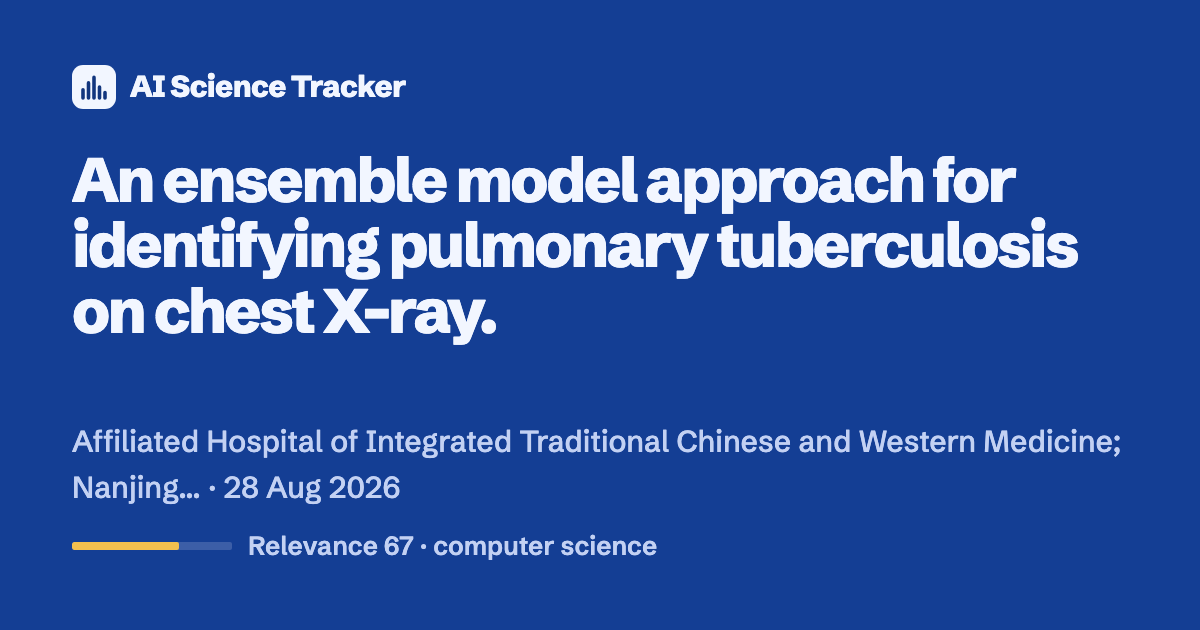 AI Science Tracker
An ensemble model approach for
identifying pulmonary tuberculosis
on chest X-ray.
Affiliated Hospital of Integrated Traditional Chinese and Western Medicine;
Nanjing... · 28 Aug 2026
Relevance 67 · computer science